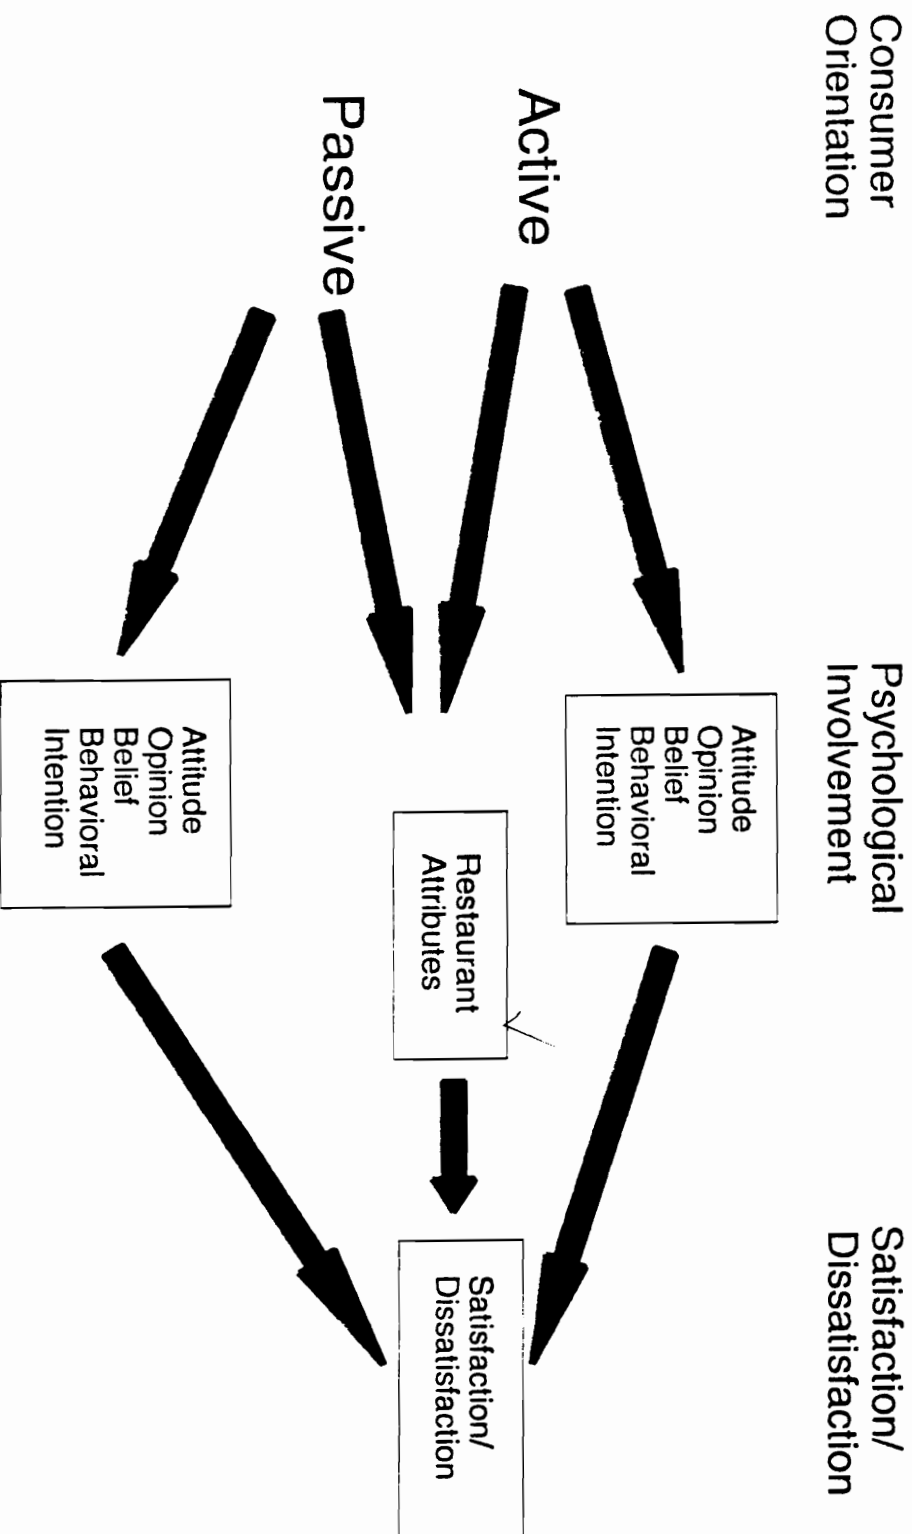 Consumer
Orientation
Psychological
Involvement
Satisfaction/
Dissatisfaction
Active
Passive
Attitude
Opinion
Belief
Behavioral
Intention
Restaurant
Attributes
Attitude
Opinion
Belief
Behavioral
Intention
Satisfaction/
Dissatisfaction